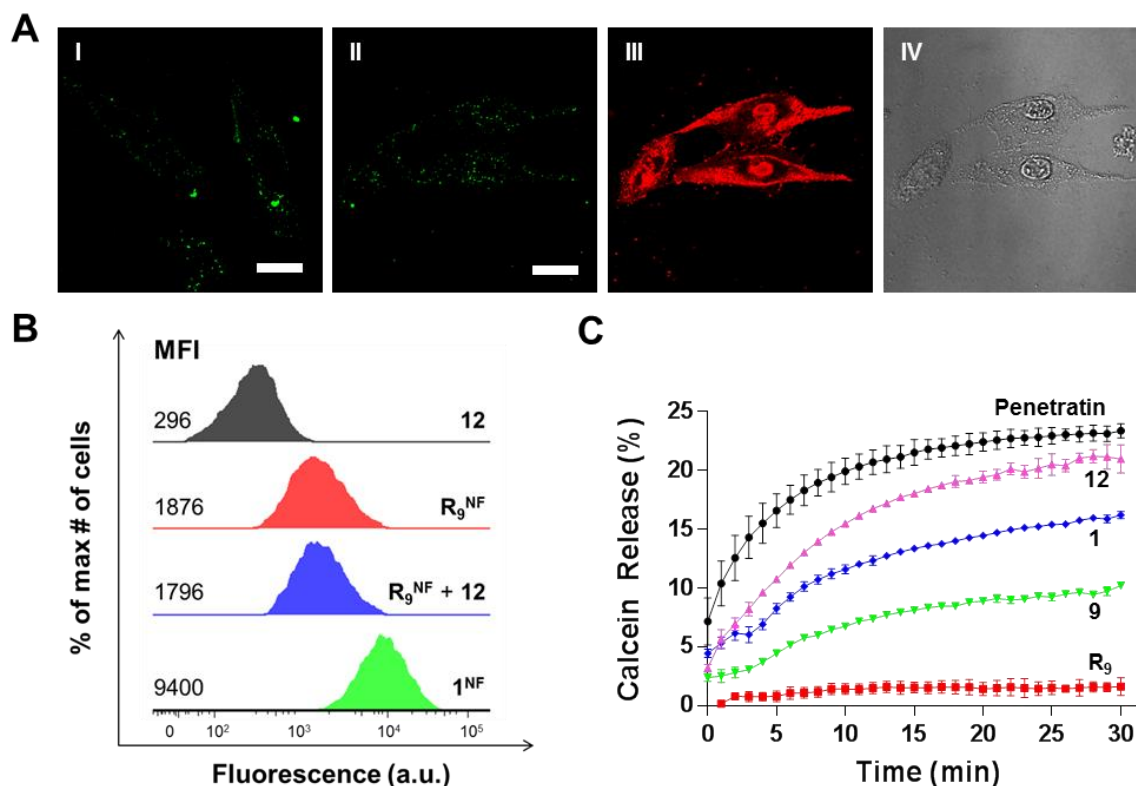 A
I
II
III
IV
B
MFI
296
12
1876
R₉ᴺᶠ
1796
R₉ᴺᶠ + 12
9400
1ᴺᶠ
% of max # of cells
0 10² 10³ 10⁴ 10⁵
Fluorescence (a.u.)
C
Calcein Release (%)
25
20
15
10
5
0
Penetratin
12
1
9
R₉
0 5 10 15 20 25 30
Time (min)